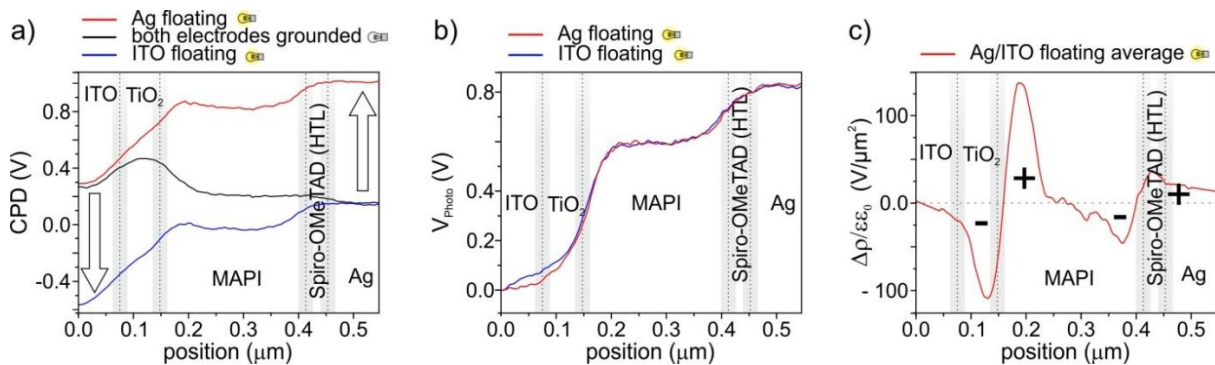 a)
Ag floating
both electrodes grounded
ITO floating
CPD (V)
0.8
0.4
0.0
-0.4
ITO
TiO2
MAPI
Spiro-OMeTAD (HTL)
Ag
0.0 0.1 0.2 0.3 0.4 0.5
position (μm)
b)
Ag floating
ITO floating
VPhoto (V)
0.8
0.4
0.2
0.0
ITO
TiO2
MAPI
Spiro-OMeTAD (HTL)
Ag
0.0 0.1 0.2 0.3 0.4 0.5
position (μm)
c)
Ag/ITO floating average
Δρ/εε0 (V/μm²)
100
50
0.0
- 50
- 100
ITO
TiO2
+
-
MAPI
-
+
Spiro-OMeTAD (HTL)
Ag
0.0 0.1 0.2 0.3 0.4 0.5
position (μm)